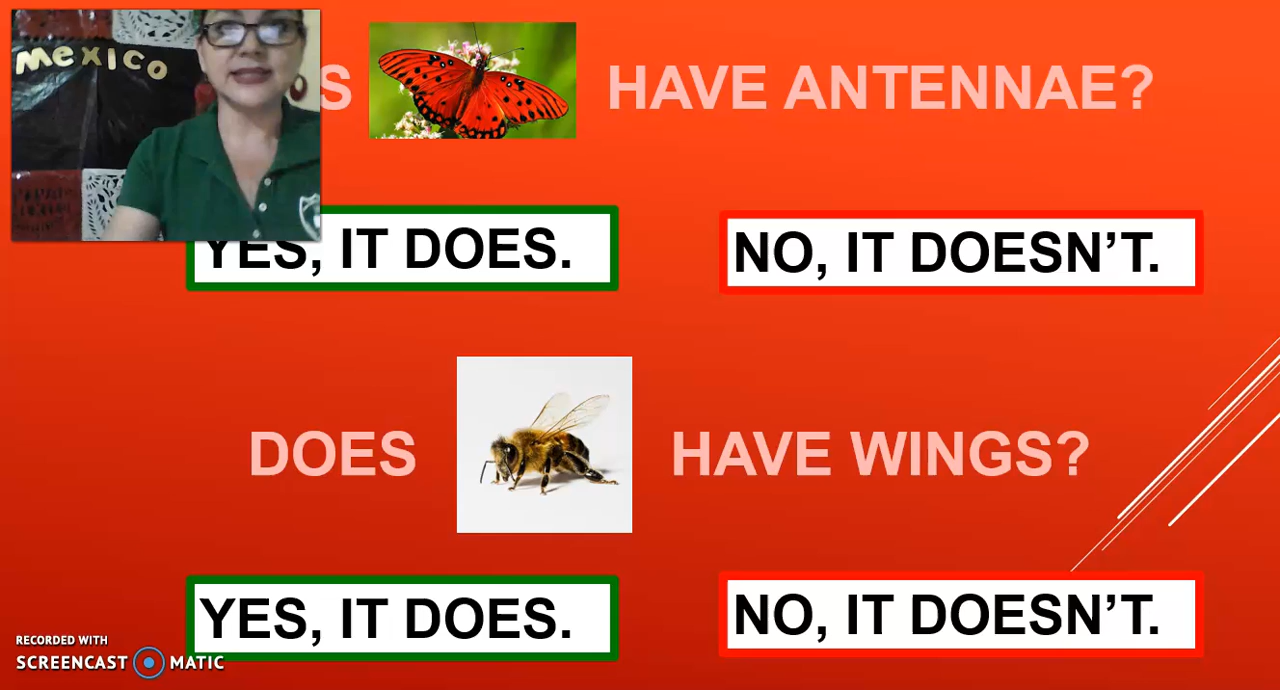 mexico
S HAVE ANTENNAE?
YES, IT DOES. NO, IT DOESN’T.
DOES HAVE WINGS?
YES, IT DOES. NO, IT DOESN’T.
RECORDED WITH
SCREENCAST MATIC